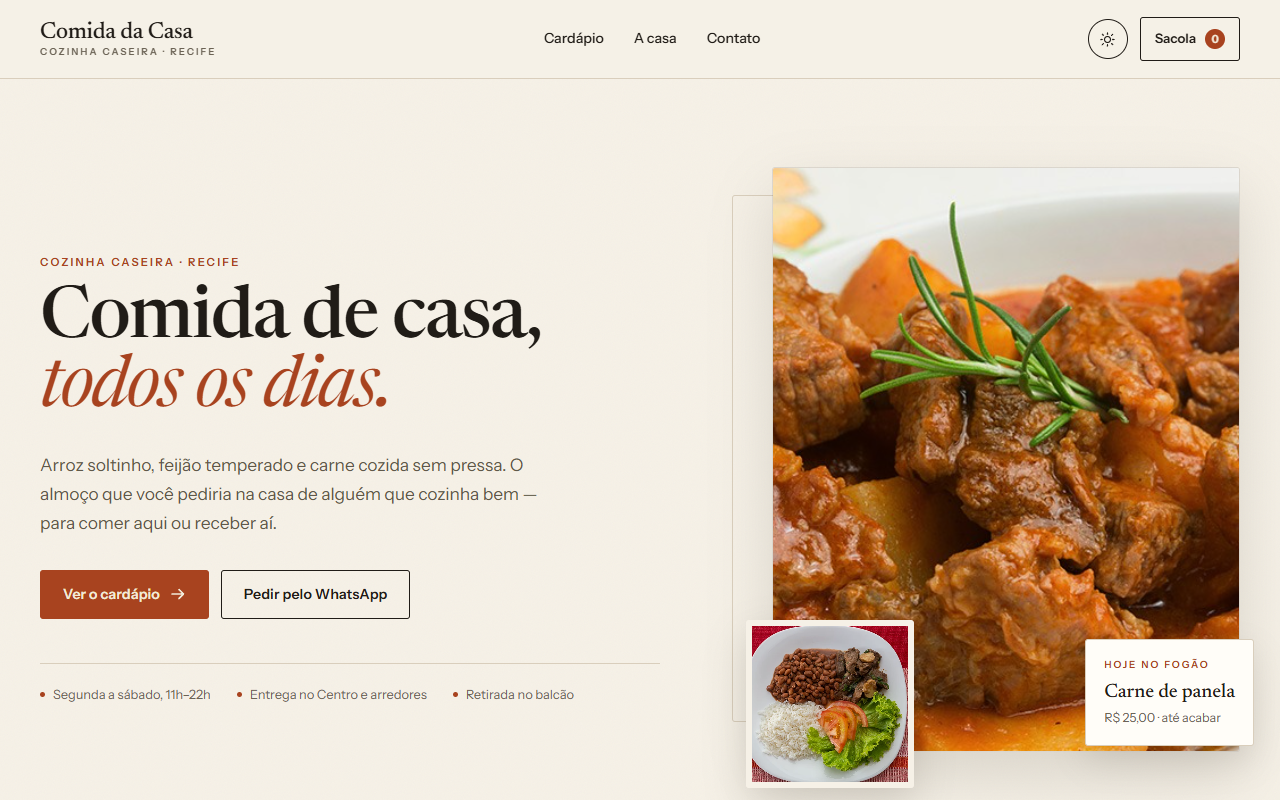 Comida da Casa
COZINHA CASEIRA · RECIFE
Cardápio
A casa
Contato
Sacola 0
COZINHA CASEIRA · RECIFE
Comida de casa,
todos os dias.
Arroz soltinho, feijão temperado e carne cozida sem pressa. O
almoço que você pediria na casa de alguém que cozinha bem —
para comer aqui ou receber aí.
Ver o cardápio →
Pedir pelo WhatsApp
Segunda a sábado, 11h–22h
Entrega no Centro e arredores
Retirada no balcão
HOJE NO FOGÃO
Carne de panela
R$ 25,00 · até acabar